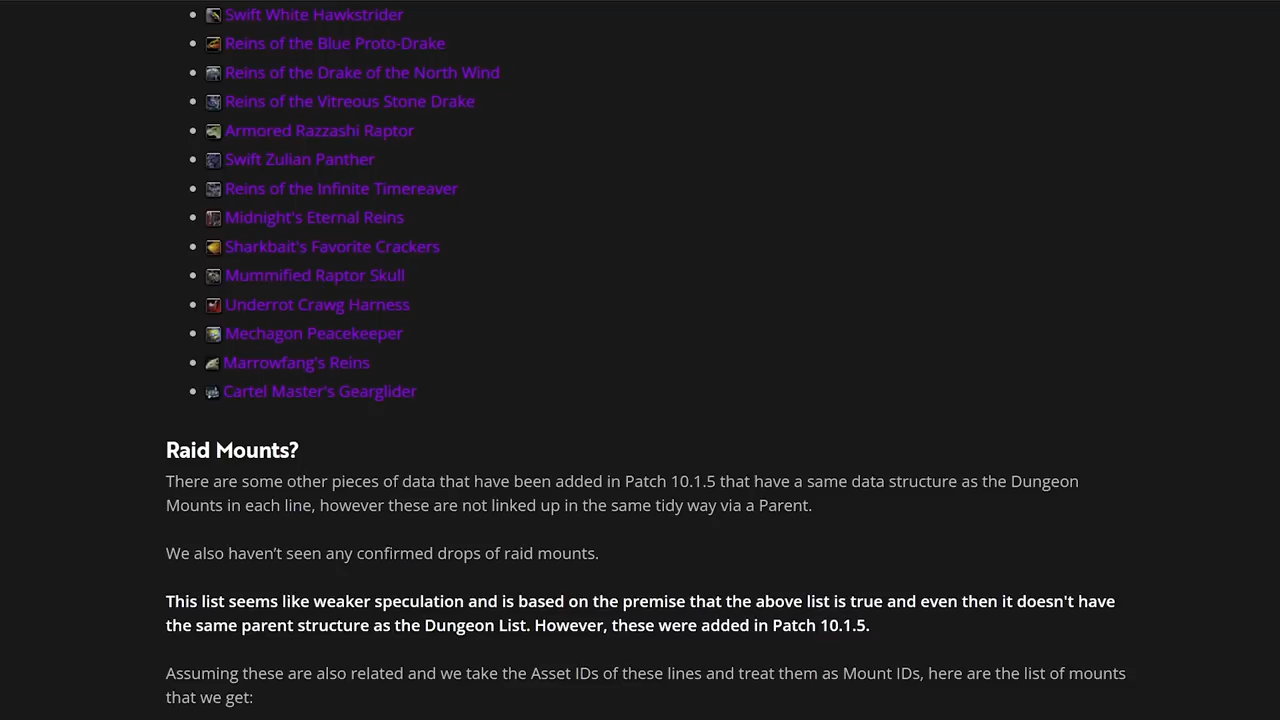 Swift White Hawkstrider
Reins of the Blue Proto-Drake
Reins of the Drake of the North Wind
Reins of the Vitreous Stone Drake
Armored Razzashi Raptor
Swift Zulian Panther
Reins of the Infinite Timereaver
Midnight's Eternal Reins
Sharkbait's Favorite Crackers
Mummified Raptor Skull
Underrot Crawg Harness
Mechagon Peacekeeper
Marrowfang's Reins
Cartel Master's Gearglider
Raid Mounts?
There are some other pieces of data that have been added in Patch 10.1.5 that have a same data structure as the Dungeon
Mounts in each line, however these are not linked up in the same tidy way via a Parent.
We also haven't seen any confirmed drops of raid mounts.
This list seems like weaker speculation and is based on the premise that the above list is true and even then it doesn't have
the same parent structure as the Dungeon List. However, these were added in Patch 10.1.5.
Assuming these are also related and we take the Asset IDs of these lines and treat them as Mount IDs, here are the list of mounts
that we get: